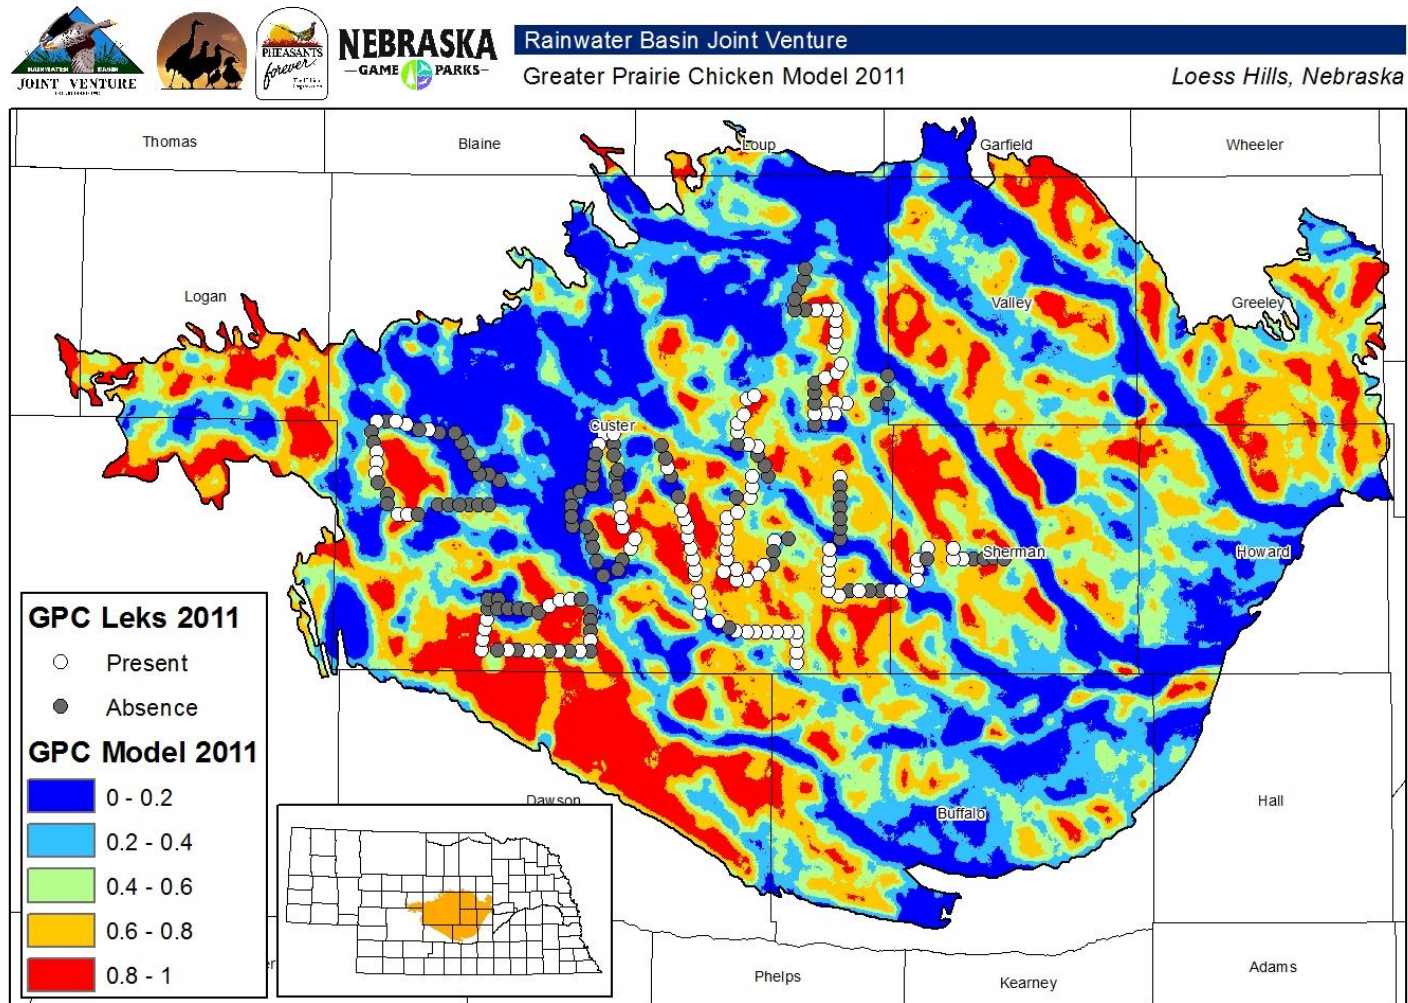 RAINWATER BASIN
JOINT VENTURE
PHEASANTS
forever
NEBRASKA
GAME PARKS
Rainwater Basin Joint Venture
Greater Prairie Chicken Model 2011
Loess Hills, Nebraska
Thomas
Blaine
Loup
Garfield
Wheeler
Logan
Valley
Greeley
Custer
Sherman
Howard
GPC Leks 2011
Present
Absence
GPC Model 2011
0 - 0.2
0.2 - 0.4
0.4 - 0.6
0.6 - 0.8
0.8 - 1
Dawson
Buffalo
Hall
Phelps
Kearney
Adams